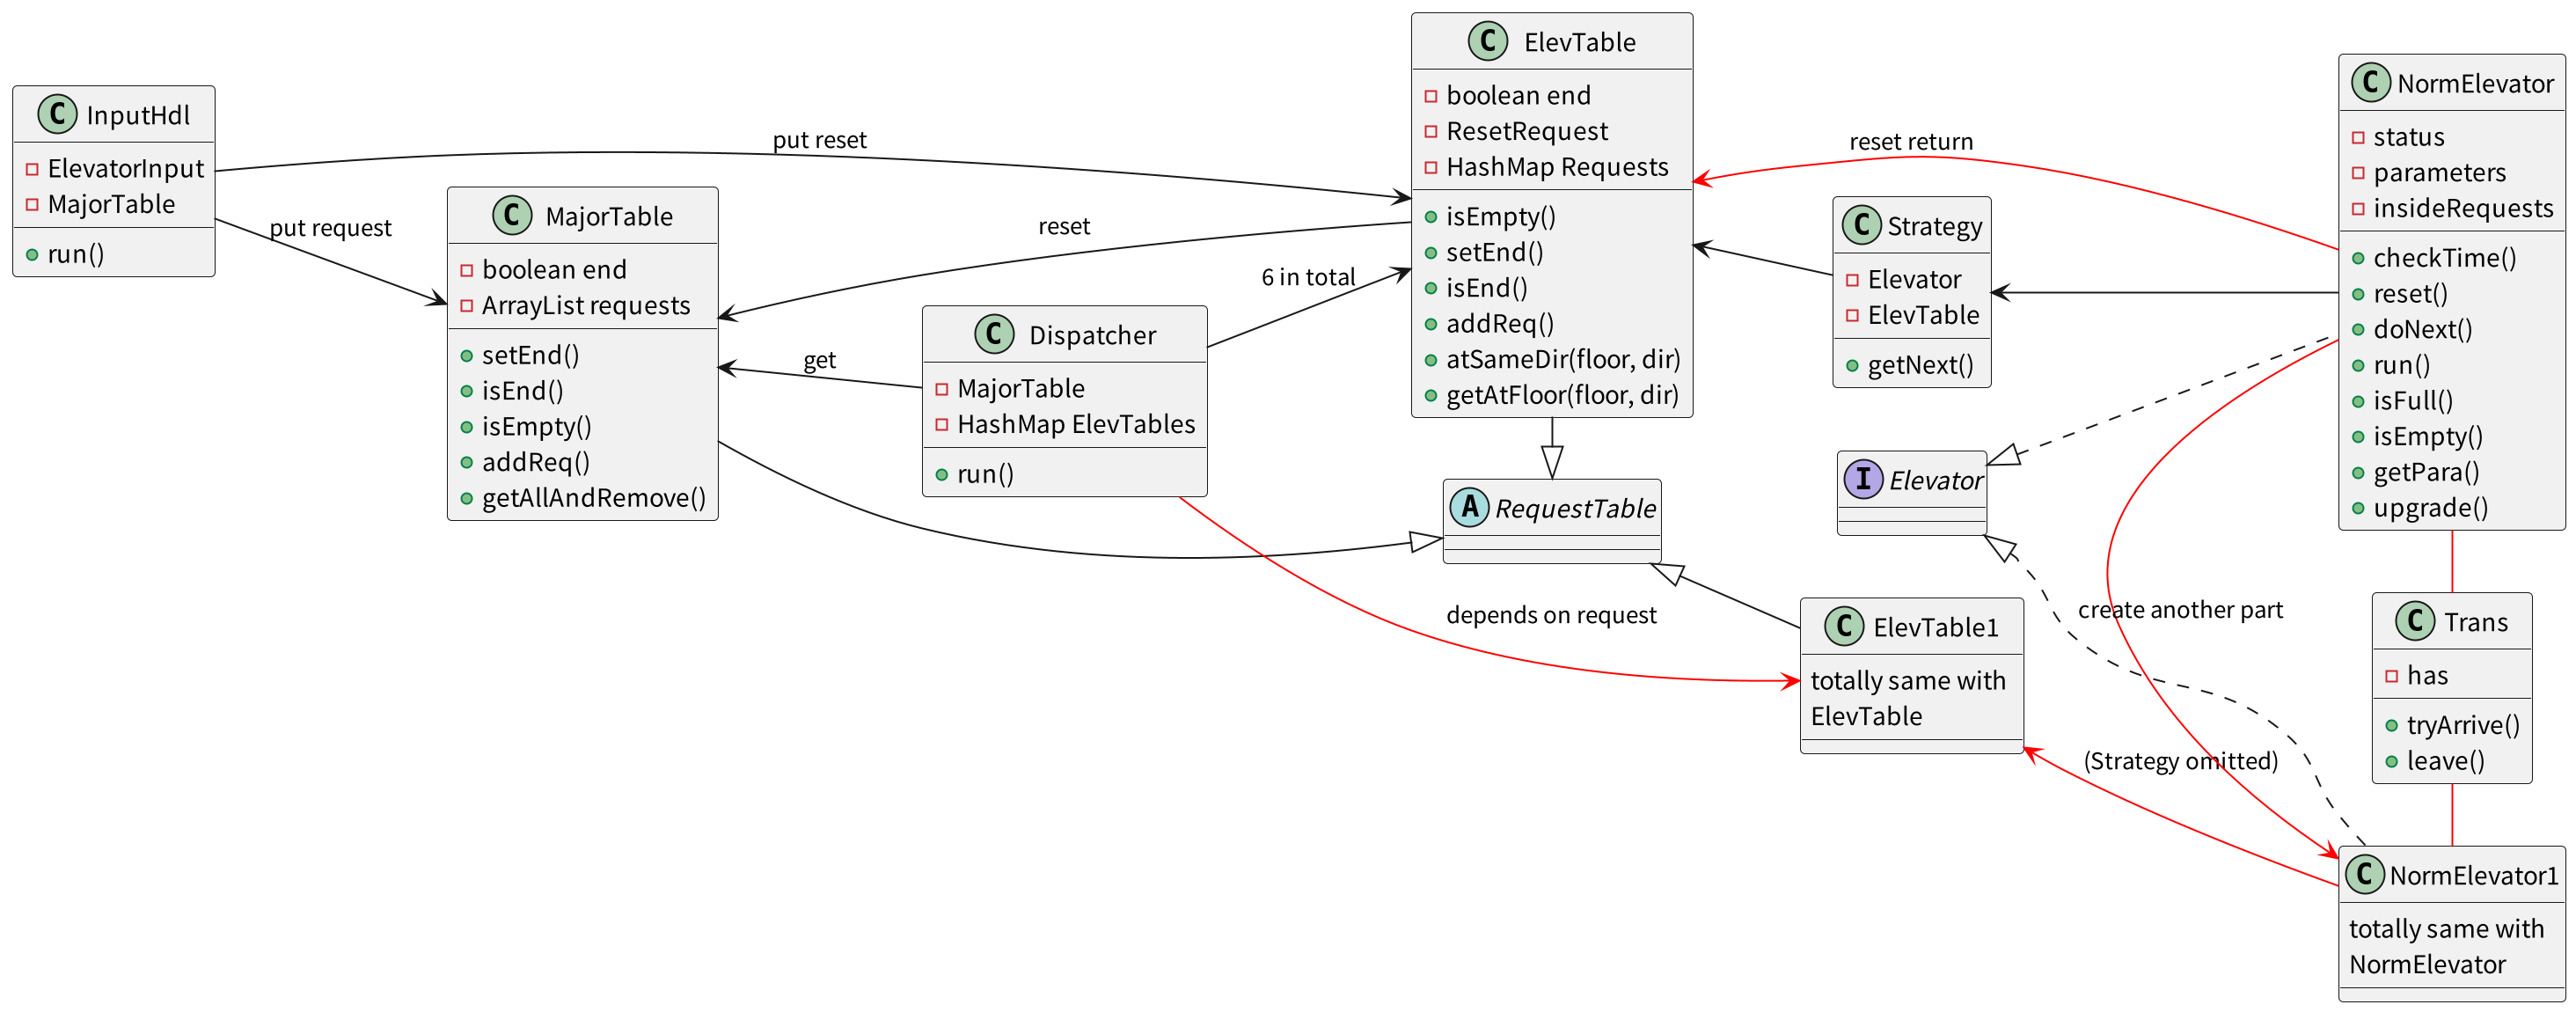 C InputHdl
ElevatorInput
MajorTable
run()
put reset
put request
C MajorTable
boolean end
ArrayList requests
setEnd()
isEnd()
isEmpty()
addReq()
getAllAndRemove()
reset
get
C Dispatcher
MajorTable
HashMap ElevTables
run()
6 in total
depends on request
C ElevTable
boolean end
ResetRequest
HashMap Requests
isEmpty()
setEnd()
isEnd()
addReq()
atSameDir(floor, dir)
getAtFloor(floor, dir)
A RequestTable
reset return
C Strategy
Elevator
ElevTable
getNext()
I Elevator
C ElevTable1
totally same with
ElevTable
create another part
(Strategy omitted)
C NormElevator
status
parameters
insideRequests
checkTime()
reset()
doNext()
run()
isFull()
isEmpty()
getPara()
upgrade()
C Trans
has
tryArrive()
leave()
C NormElevator1
totally same with
NormElevator